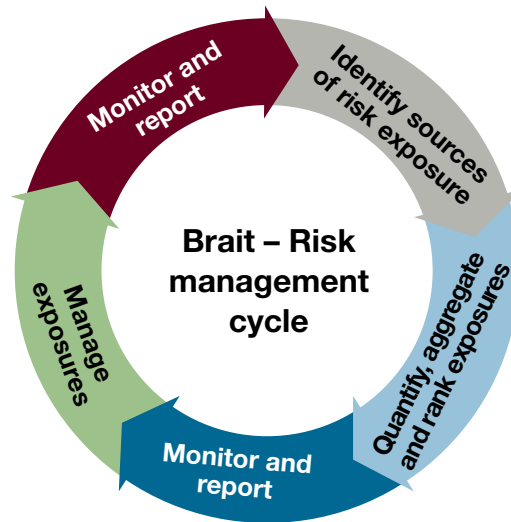 Monitor and
report
Identify sources
of risk exposure
Brait – Risk
management
cycle
Quantify, aggregate
and rank exposures
Monitor and
report
Manage
exposures